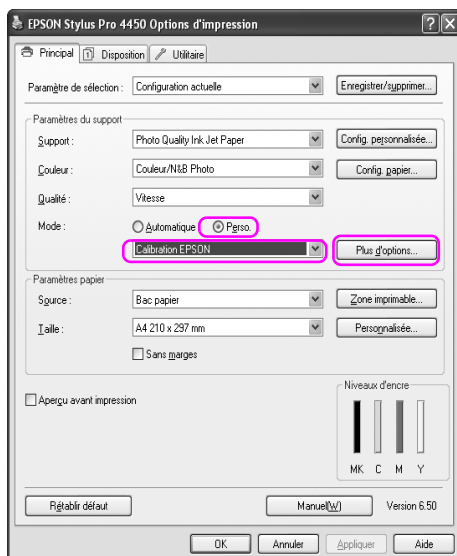 EPSON Stylus Pro 4450 Options d'impression
Principal Disposition Utilitaire
Paramètre de sélection : Configuration actuelle Enregistrer/supprimer...
Paramètres du support
Support : Photo Quality Ink Jet Paper Config. personnalisée...
Couleur : Couleur/N&B Photo Config. papier...
Qualité : Vitesse
Mode : Automatique Perso.
Calibration EPSON Plus d'options...
Paramètres papier
Source : Bac papier Zone imprimable...
Taille : A4 210 x 297 mm Personnalisée...
Sans marges
Aperçu avant impression
Niveaux d'encre
MK C M Y
Rétablir défaut Manuel(W) Version 6.50
OK Annuler Appliquer Aide